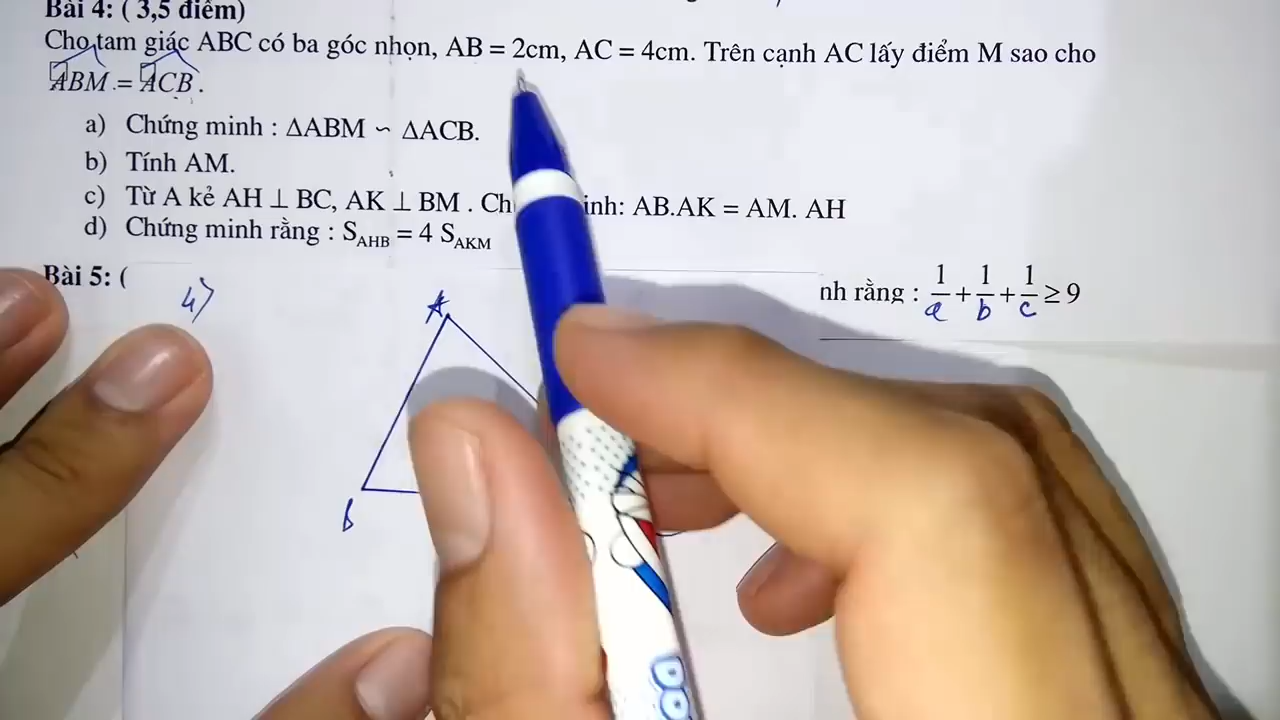 Bài 4: ( 3,5 điểm)
Cho tam giác ABC có ba góc nhọn, AB = 2cm, AC = 4cm. Trên cạnh AC lấy điểm M sao cho
ABM = ACB .
a) Chứng minh : ΔABM ∽ ΔACB.
b) Tính AM.
c) Từ A kẻ AH ⊥ BC, AK ⊥ BM . Ch inh: AB.AK = AM. AH
d) Chứng minh rằng : S_AHB = 4 S_AKM
Bài 5: ( nh rằng : 1/a + 1/b + 1/c ≥ 9
4)
A
B